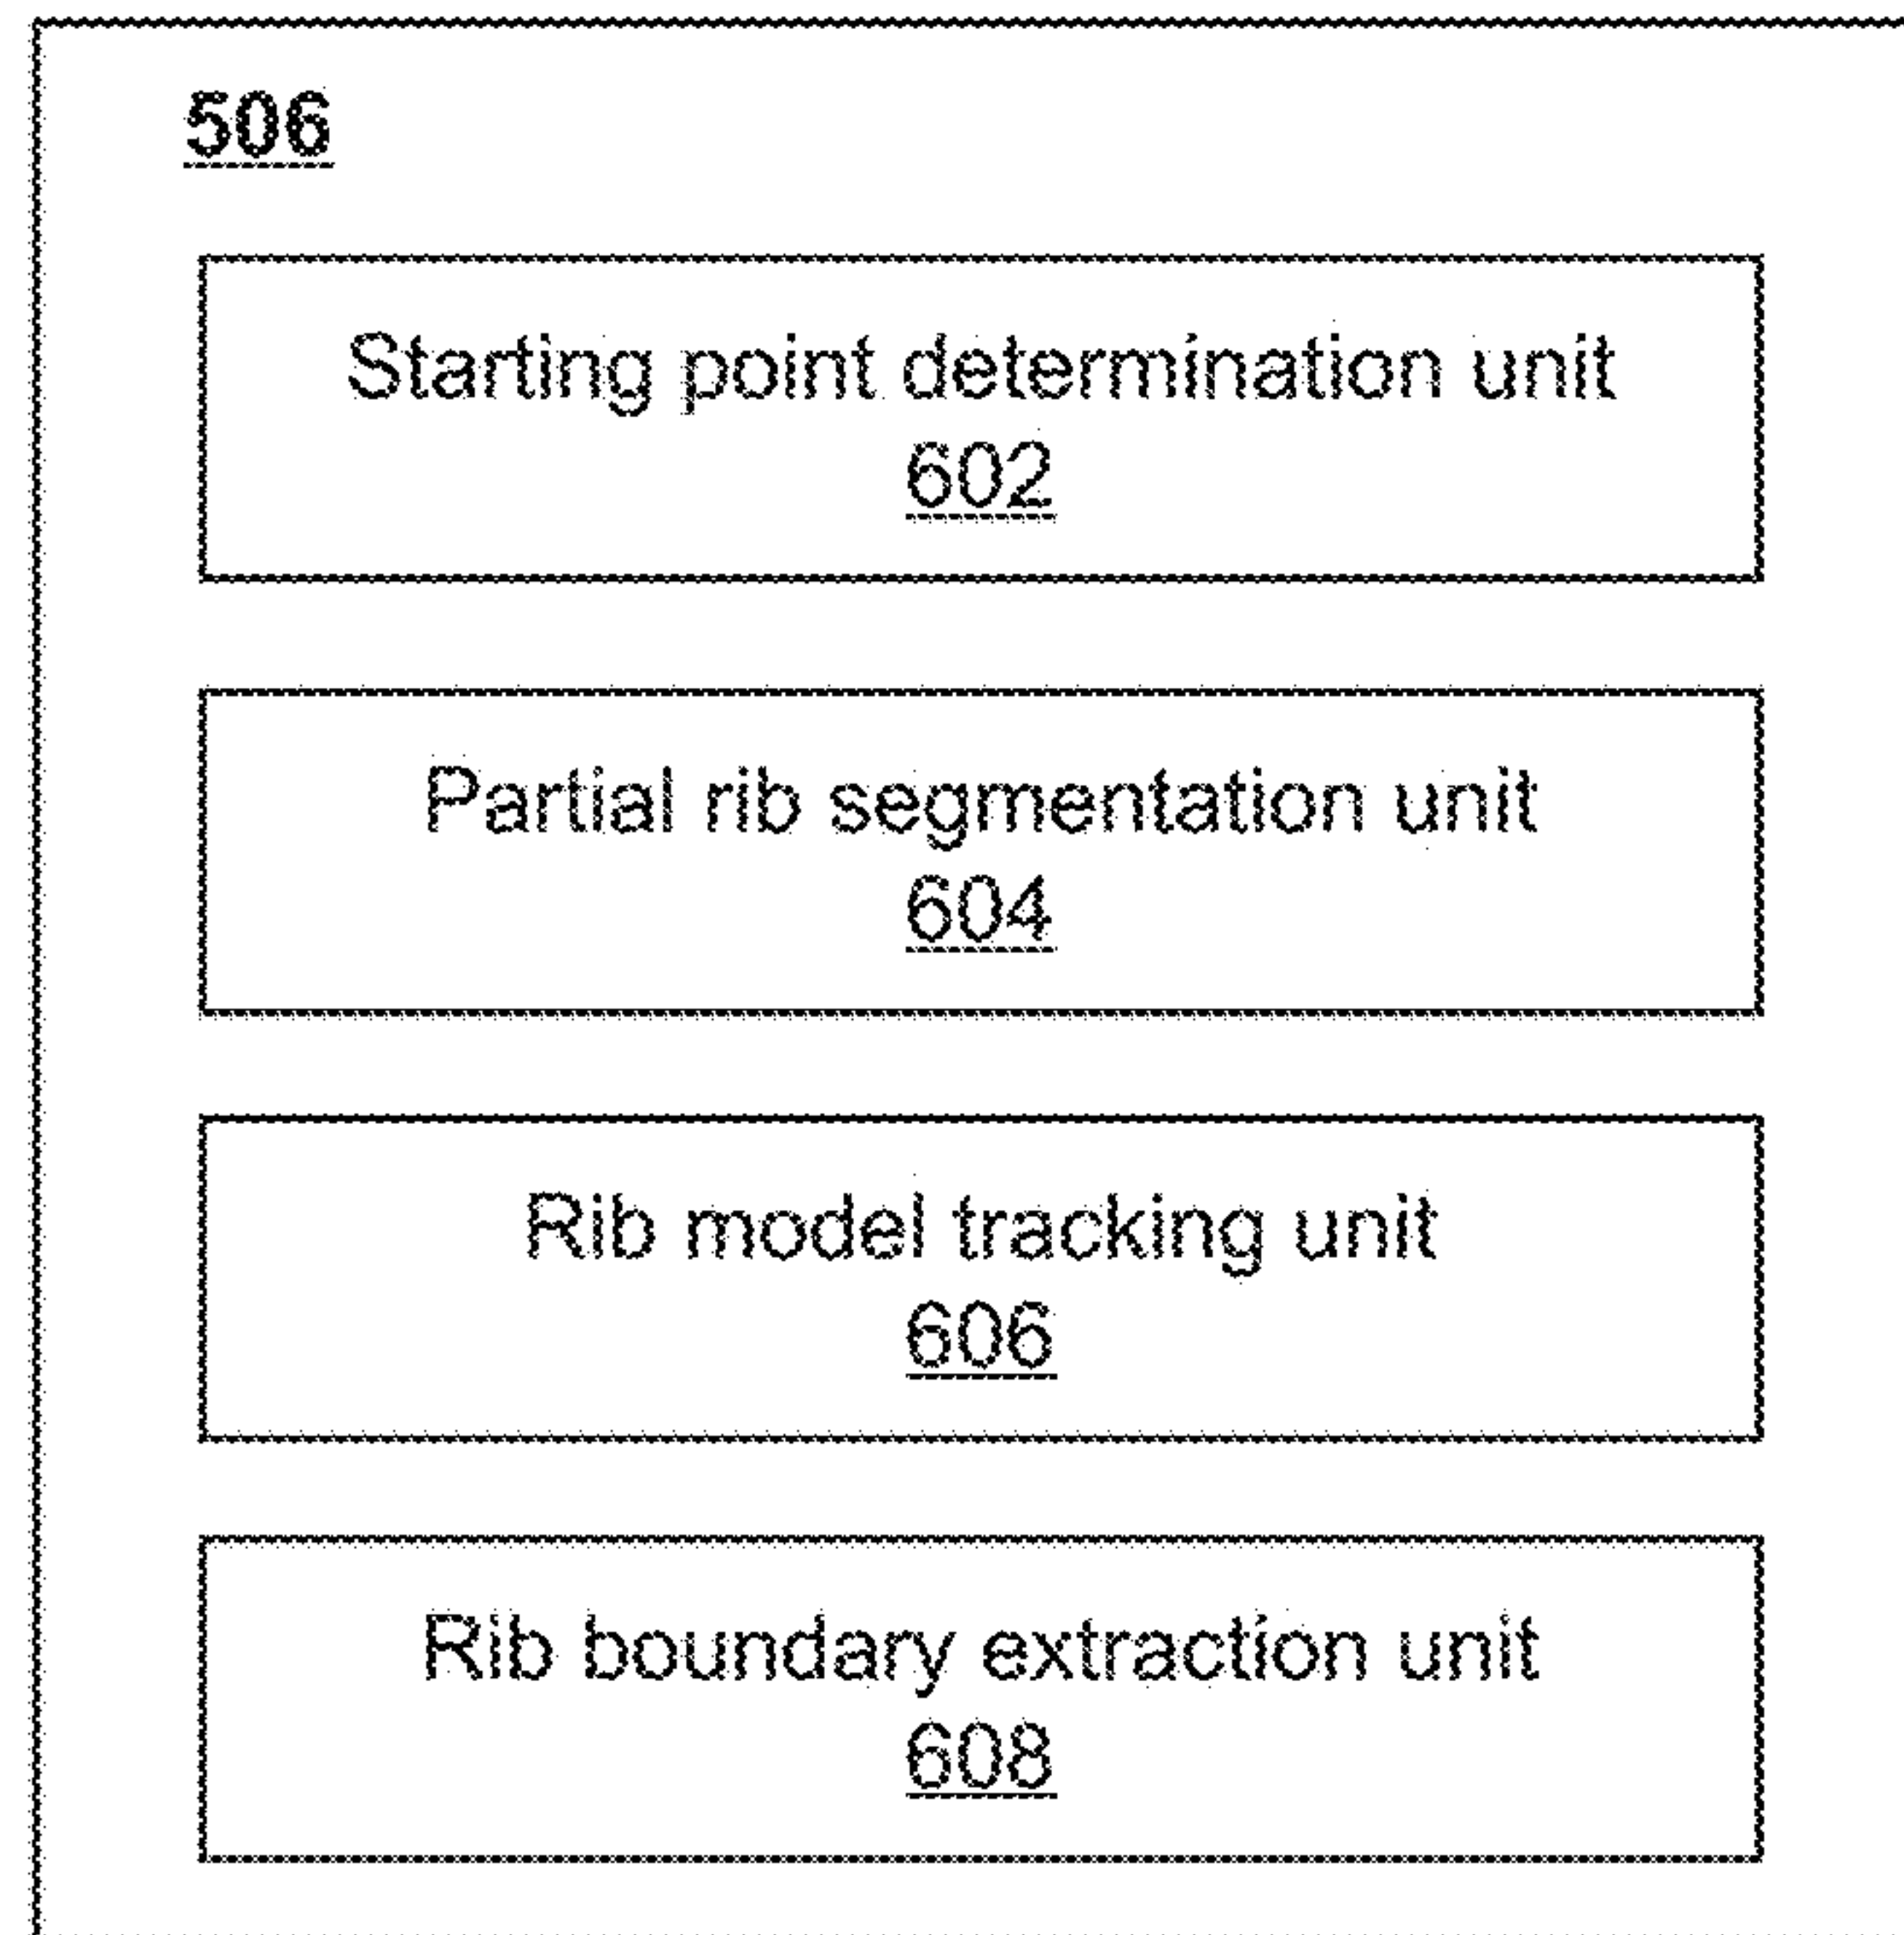 506
Starting point determination unit
602
Partial rib segmentation unit
604
Rib model tracking unit
606
Rib boundary extraction unit
608